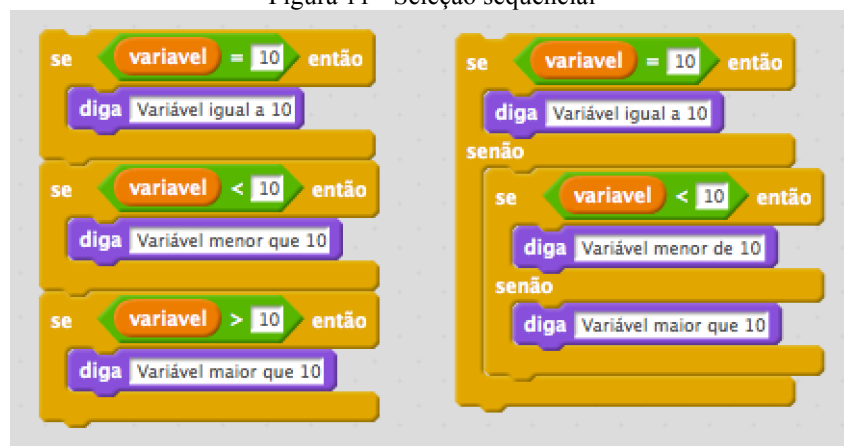 Figura 11 - Seleção sequencial
se variavel = 10 então
diga Variável igual a 10
se variavel < 10 então
diga Variável menor que 10
se variavel > 10 então
diga Variável maior que 10
se variavel = 10 então
diga Variável igual a 10
senão
se variavel < 10 então
diga Variável menor de 10
senão
diga Variável maior que 10